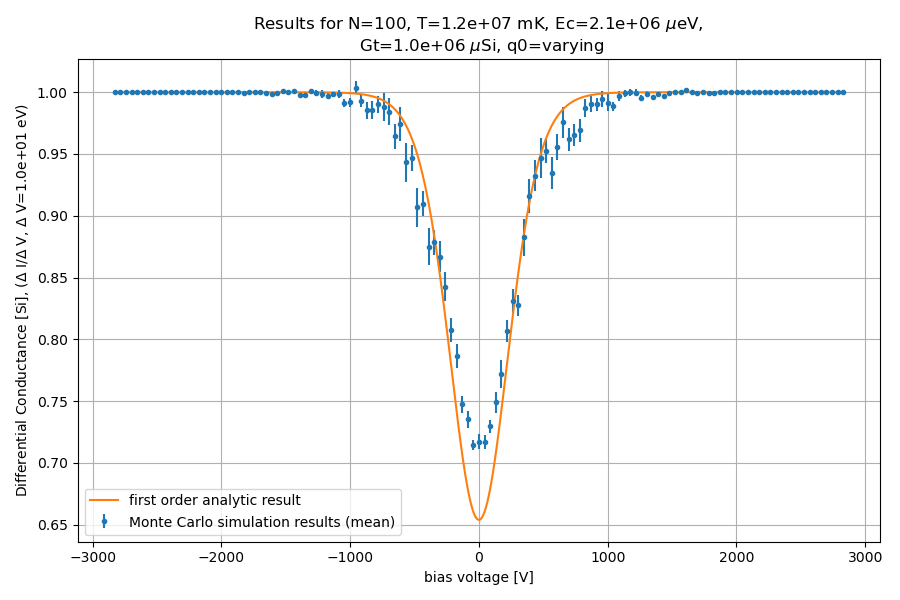 Results for N=100, T=1.2e+07 mK, Ec=2.1e+06 μeV,
Gt=1.0e+06 μSi, q0=varying
Differential Conductance [Si], (Δ I/Δ V, Δ V=1.0e+01 eV)
1.00
0.95
0.90
0.85
0.80
0.75
0.70
0.65
first order analytic result
Monte Carlo simulation results (mean)
−3000 −2000 −1000 0 1000 2000 3000
bias voltage [V]